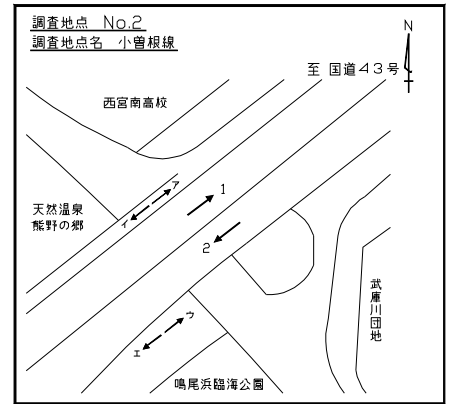 調査地点　No.2
調査地点名　小曽根線
N
至 国道４３号
西宮南高校
ア
イ
1
天然温泉
熊野の郷
2
武庫川団地
ウ
エ
鳴尾浜臨海公園